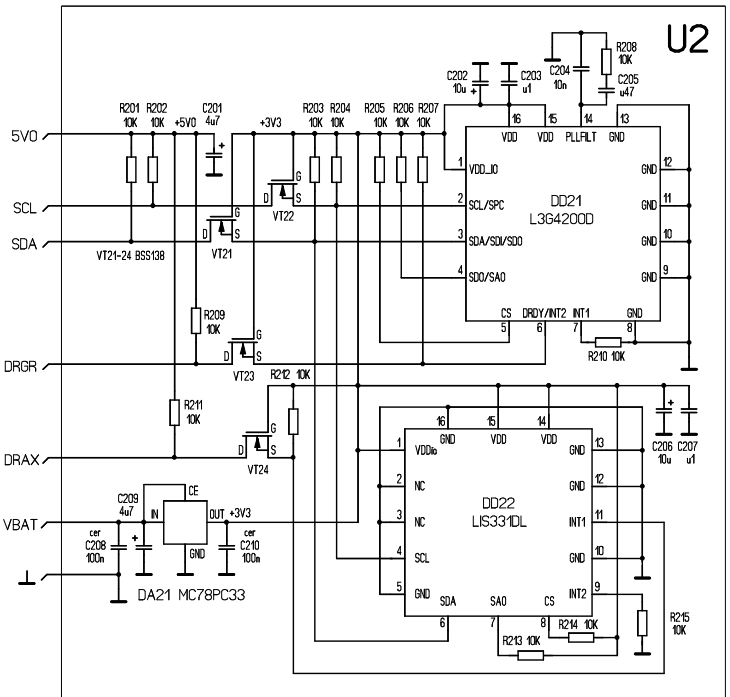 U2
R208
10K
C202
10u
+
C203
u1
C204
10n
C205
u47
R201
10K
R202
10K
+5V0
C201
4u7
+
+3V3
R203
10K
R204
10K
R205
10K
R206
10K
R207
10K
5V0
SCL
SDA
DRGR
DRAX
VBAT
16
VDD
15
VDD
14
PLLFILT
13
GND
1
VDD_IO
2
SCL/SPC
3
SDA/SDI/SDO
4
SDO/SAO
DD21
L3G4200D
GND
12
GND
11
GND
10
GND
9
CS
5
DRDY/INT2
6
INT1
7
GND
8
R210 10K
G
D
S
VT22
G
D
S
VT21
VT21-24 BSS138
R209
10K
G
D
S
VT23
R212 10K
R211
10K
G
D
S
VT24
16
GND
15
VDD
14
VDD
1
VDDio
2
NC
3
NC
4
SCL
5
GND
DD22
LIS331DL
GND
13
GND
12
INT1
11
GND
10
INT2
9
SDA
6
SAO
7
CS
8
R214 10K
R213 10K
R215
10K
+
C206
10u
C207
u1
C209
4u7
+
CE
IN
OUT
+3V3
GND
cer
C208
100n
cer
C210
100n
DA21 MC78PC33